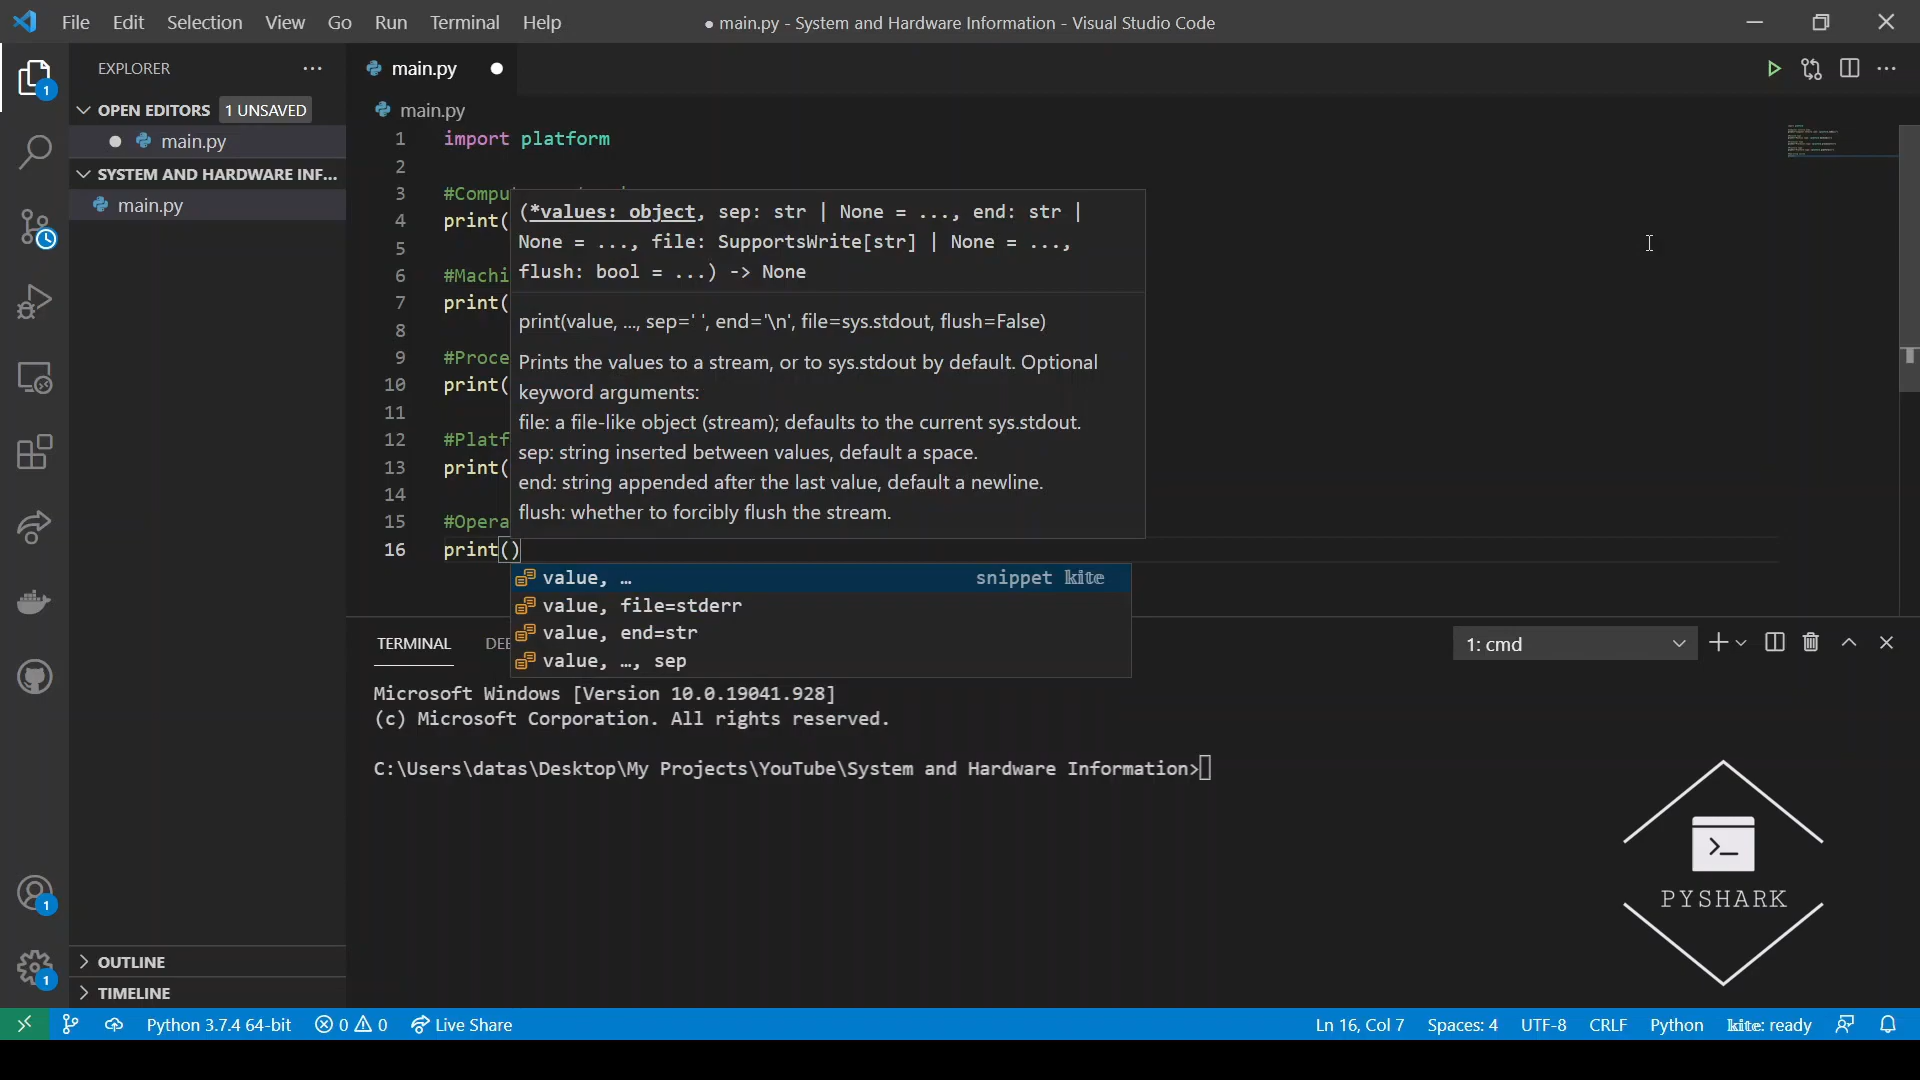 File Edit Selection View Go Run Terminal Help
● main.py - System and Hardware Information - Visual Studio Code
EXPLORER
OPEN EDITORS 1 UNSAVED
main.py
SYSTEM AND HARDWARE INF...
main.py
OUTLINE
TIMELINE
main.py
main.py
1 import platform
2
3 #Compu
4 print(
5
6 #Machi
7 print(
8
9 #Proce
10 print(
11
12 #Platf
13 print(
14
15 #Opera
16 print()
(*values: object, sep: str | None = ..., end: str |
None = ..., file: SupportsWrite[str] | None = ...,
flush: bool = ...) -> None
print(value, ..., sep=' ', end='\n', file=sys.stdout, flush=False)
Prints the values to a stream, or to sys.stdout by default. Optional
keyword arguments:
file: a file-like object (stream); defaults to the current sys.stdout.
sep: string inserted between values, default a space.
end: string appended after the last value, default a newline.
flush: whether to forcibly flush the stream.
value, … snippet kite
value, file=stderr
value, end=str
value, …, sep
TERMINAL DE
1: cmd
Microsoft Windows [Version 10.0.19041.928]
(c) Microsoft Corporation. All rights reserved.
C:\Users\datas\Desktop\My Projects\YouTube\System and Hardware Information>
>_
PYSHARK
1
1
1
Python 3.7.4 64-bit 0 0 Live Share Ln 16, Col 7 Spaces: 4 UTF-8 CRLF Python kite: ready